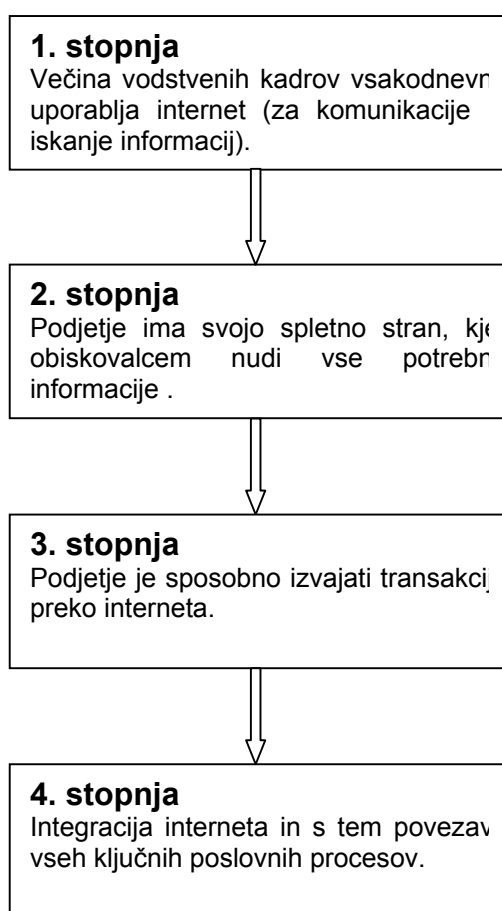 1. stopnja
Večina vodstvenih kadrov vsakodnevn
uporablja internet (za komunikacije
iskanje informacij).
2. stopnja
Podjetje ima svojo spletno stran, kje
obiskovalcem nudi vse potrebn
informacije .
3. stopnja
Podjetje je sposobno izvajati transakcij
preko interneta.
4. stopnja
Integracija interneta in s tem povezav
vseh ključnih poslovnih procesov.